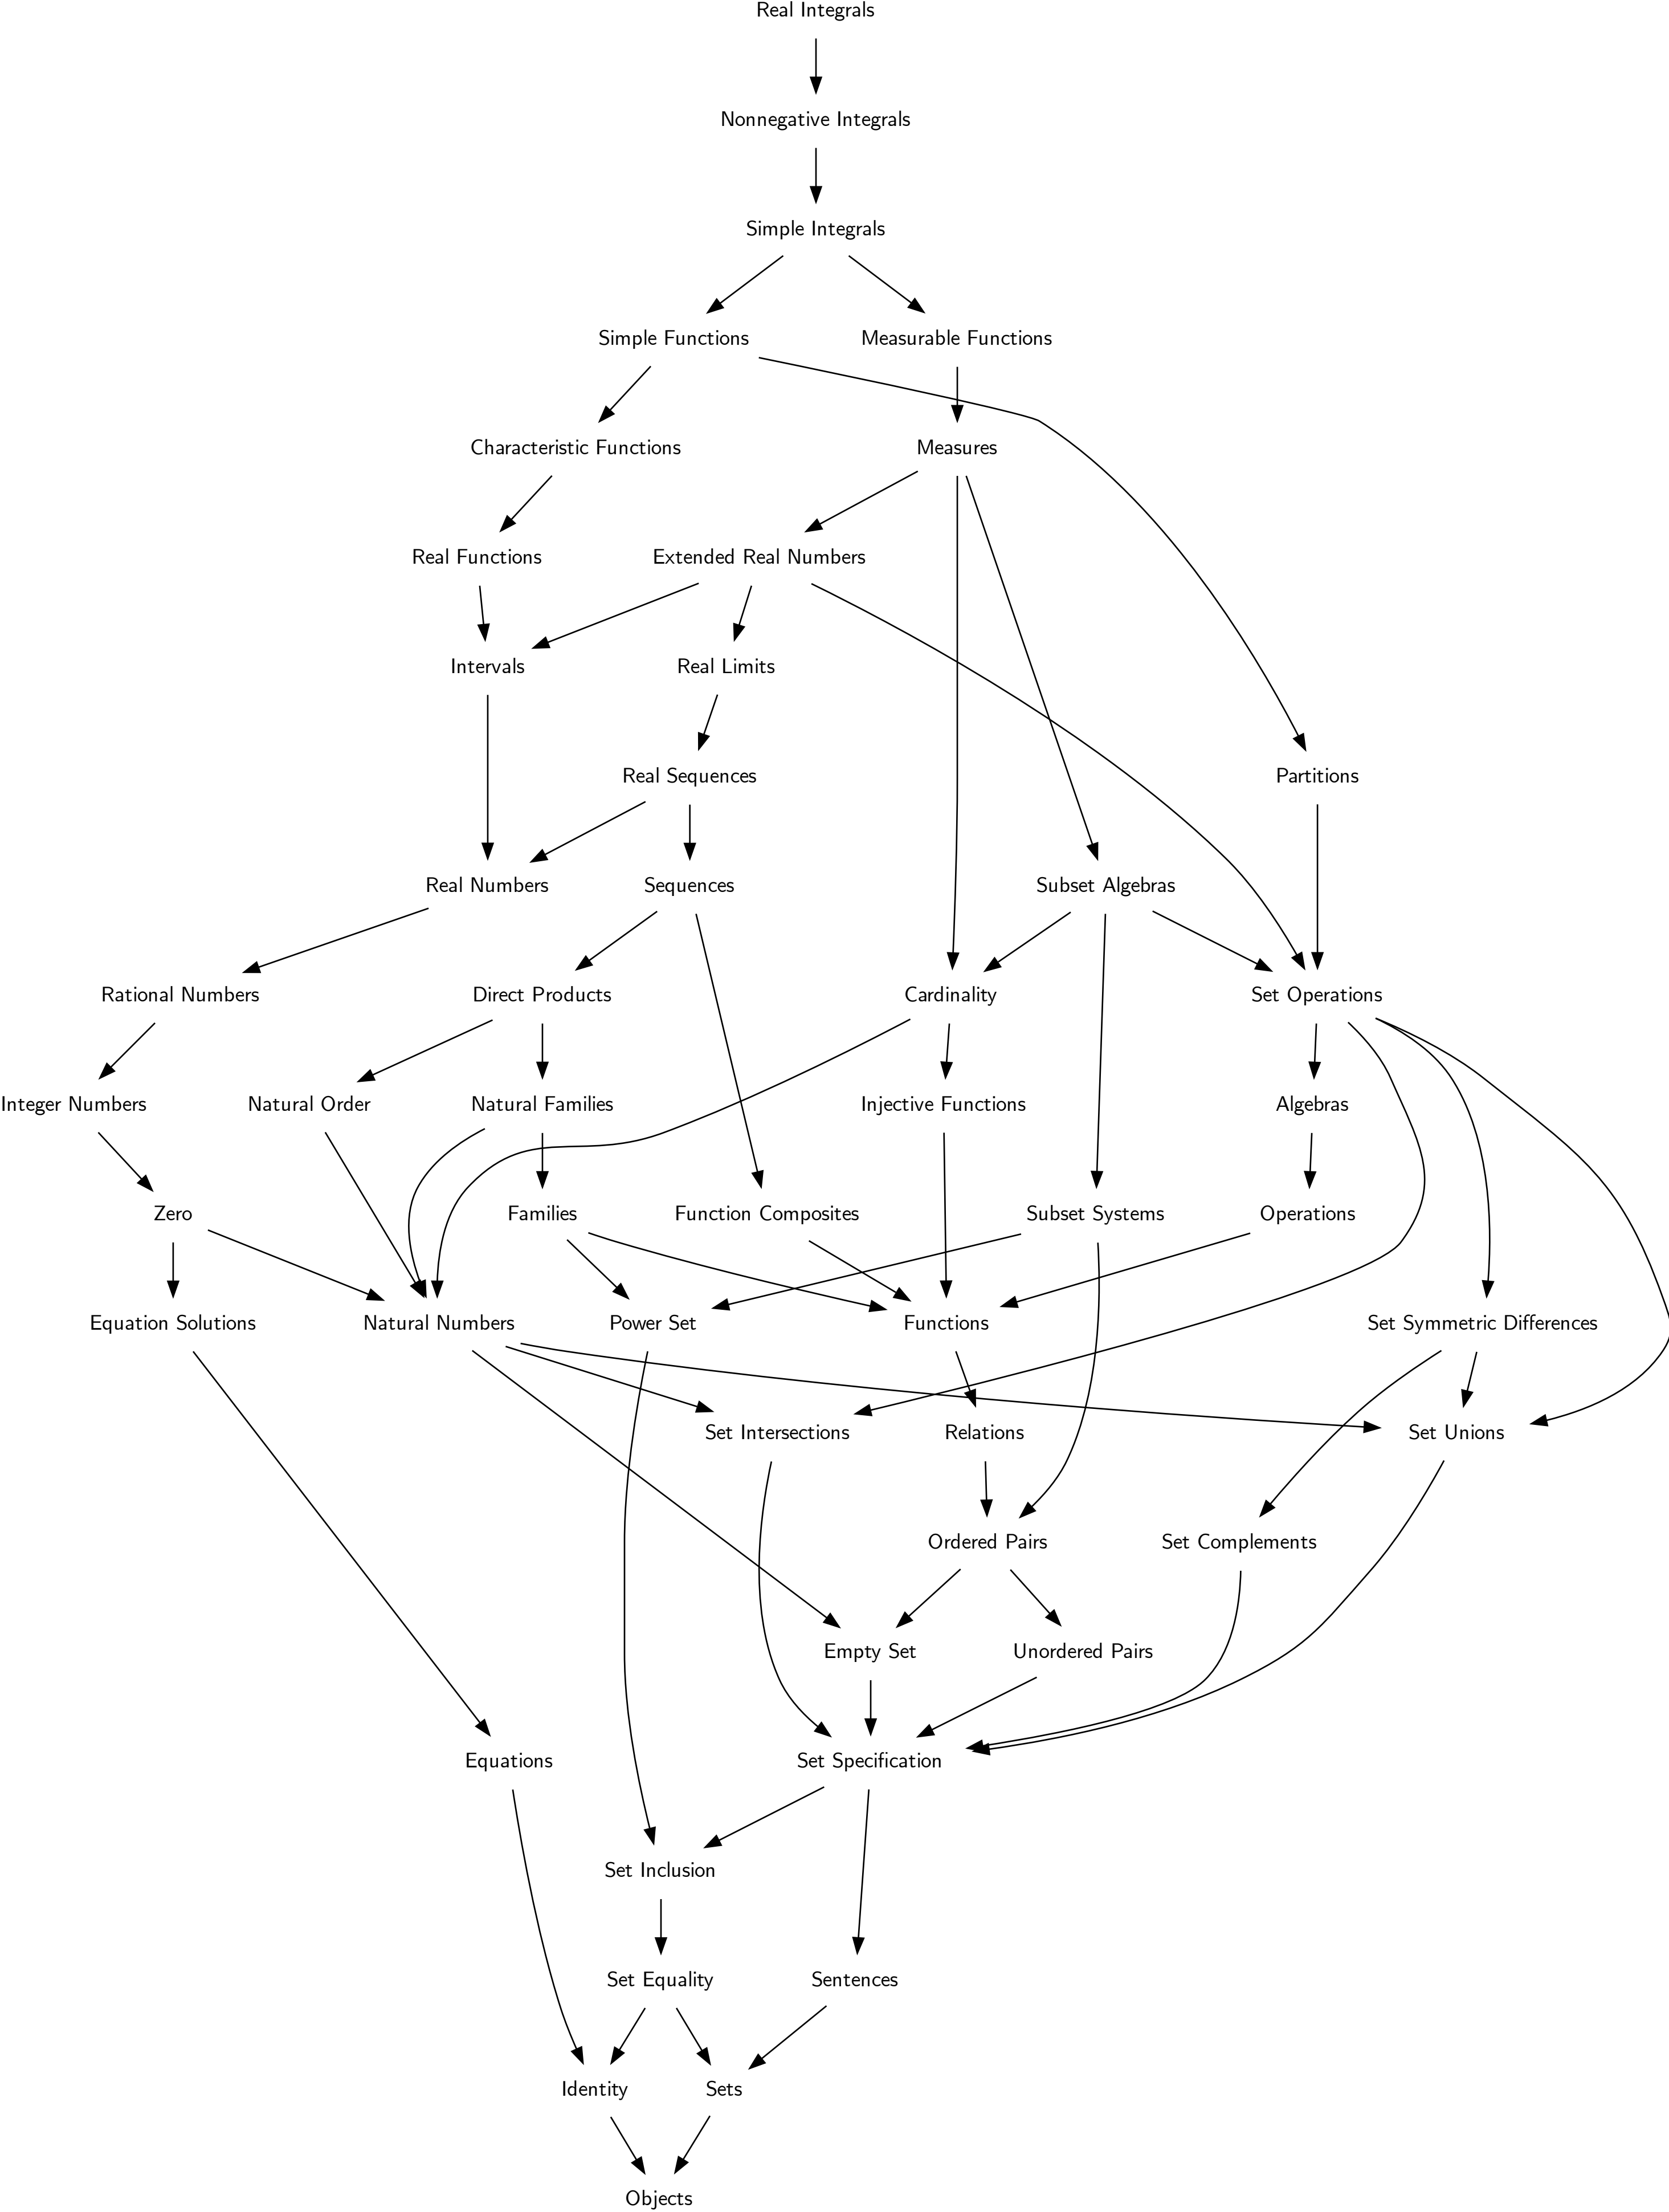 Real Integrals
Nonnegative Integrals
Simple Integrals
Simple Functions
Measurable Functions
Characteristic Functions
Measures
Real Functions
Extended Real Numbers
Intervals
Real Limits
Real Sequences
Partitions
Real Numbers
Sequences
Subset Algebras
Rational Numbers
Direct Products
Cardinality
Set Operations
Integer Numbers
Natural Order
Natural Families
Injective Functions
Algebras
Zero
Families
Function Composites
Subset Systems
Operations
Equation Solutions
Natural Numbers
Power Set
Functions
Set Symmetric Differences
Set Intersections
Relations
Set Unions
Ordered Pairs
Set Complements
Empty Set
Unordered Pairs
Equations
Set Specification
Set Inclusion
Set Equality
Sentences
Identity
Sets
Objects